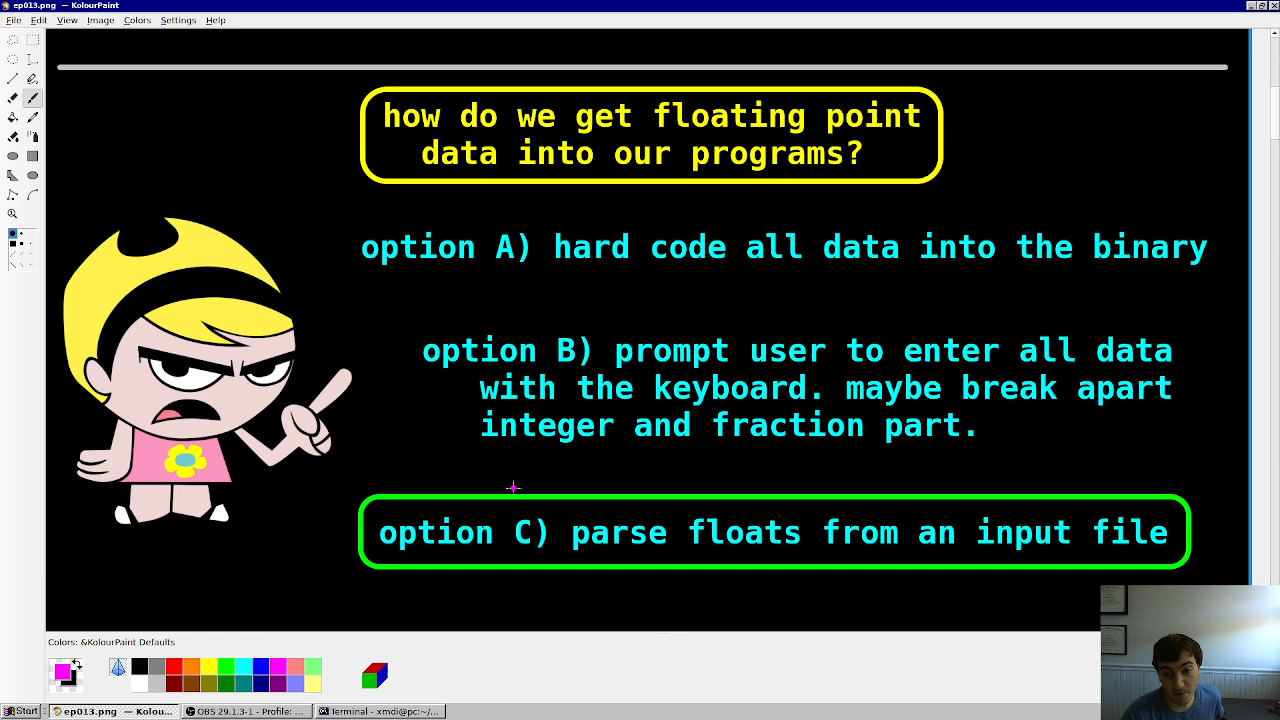 ep013.png — KolourPaint
File Edit View Image Colors Settings Help
how do we get floating point
data into our programs?
option A) hard code all data into the binary
option B) prompt user to enter all data
with the keyboard. maybe break apart
integer and fraction part.
option C) parse floats from an input file
Colors: &KolourPaint Defaults
Start
ep013.png — Kolou...
OBS 29.1.3-1 - Profile: ...
Terminal - xmdi@pc:~/...